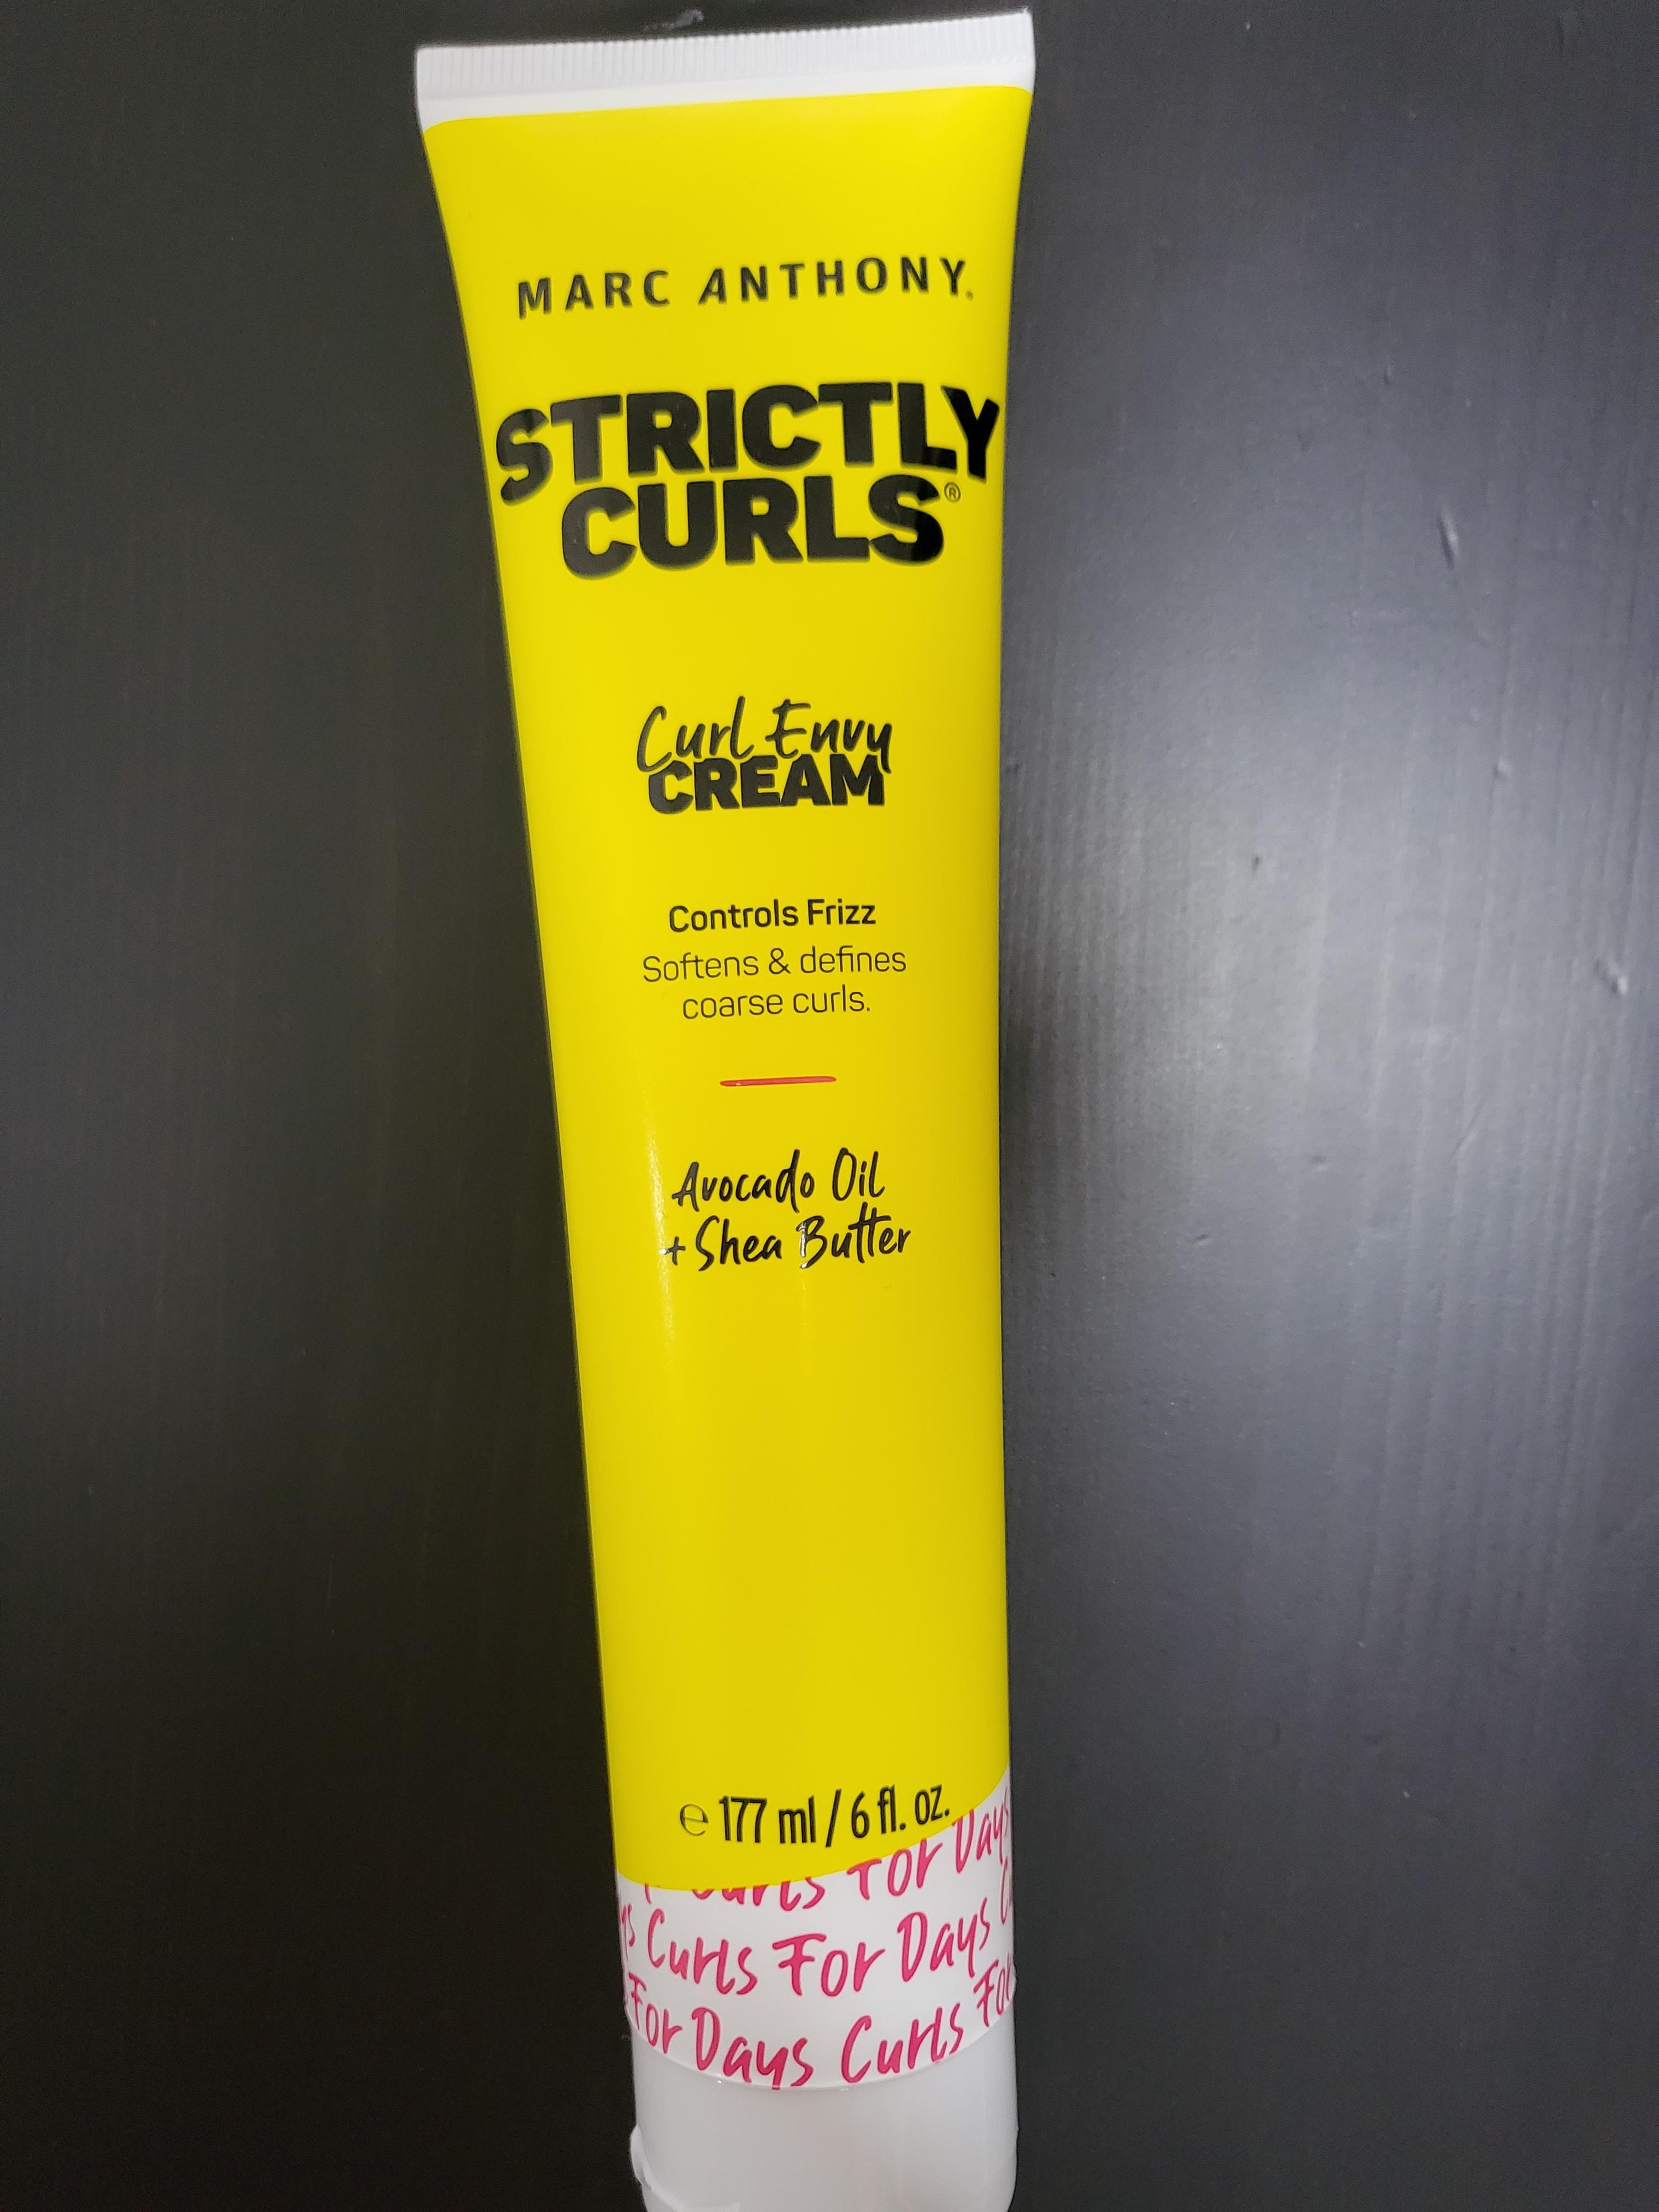 MARC ANTHONY®
STRICTLY
CURLS®
Curl Envy
CREAM
Controls Frizz
Softens & defines
coarse curls.
Avocado Oil
+ Shea Butter
℮ 177 ml / 6 fl. oz.
Curls For Days
Curls For Days
For Days Curls For